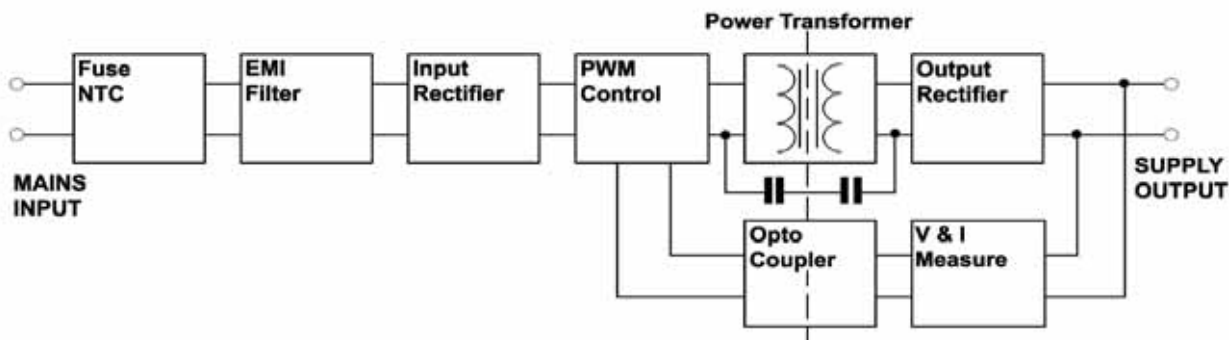 Power Transformer
Fuse
NTC
EMI
Filter
Input
Rectifier
PWM
Control
Output
Rectifier
MAINS
INPUT
SUPPLY
OUTPUT
Opto
Coupler
V & I
Measure